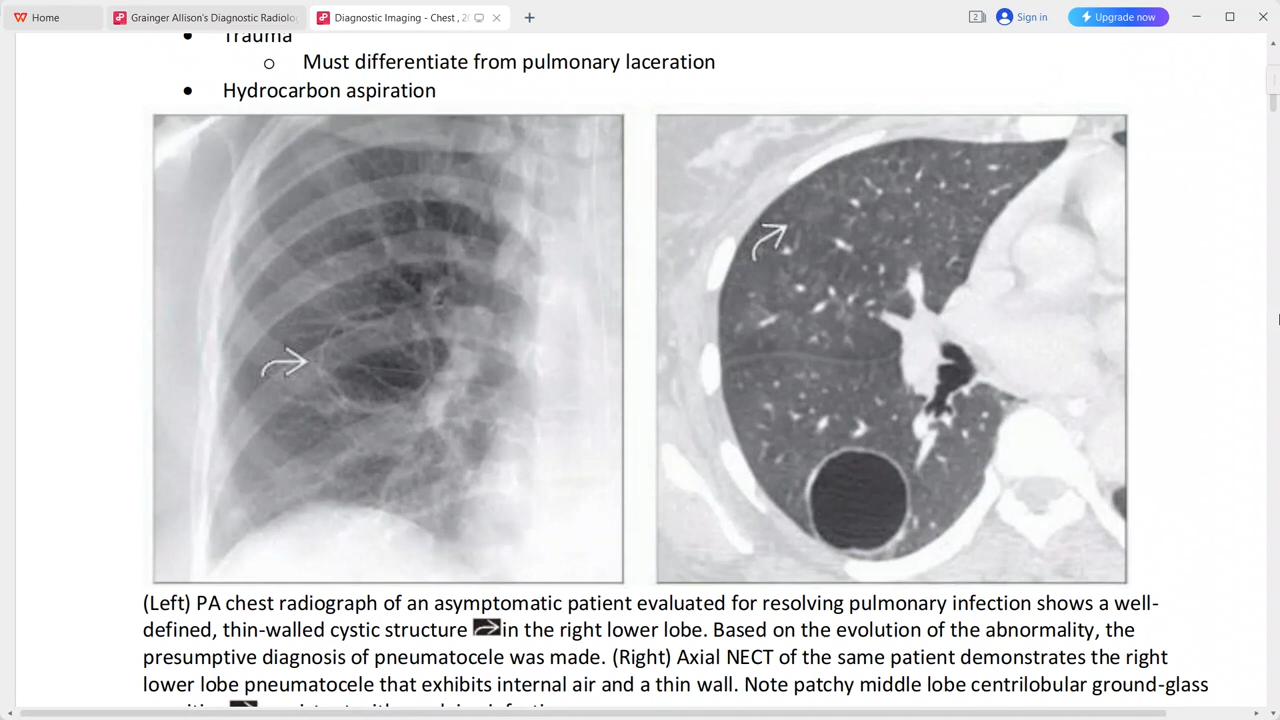 Home
Grainger Allison's Diagnostic Radiolo
Diagnostic Imaging - Chest , 2
2
Sign in
Upgrade now
• Trauma
o Must differentiate from pulmonary laceration
• Hydrocarbon aspiration
(Left) PA chest radiograph of an asymptomatic patient evaluated for resolving pulmonary infection shows a well-
defined, thin-walled cystic structure in the right lower lobe. Based on the evolution of the abnormality, the
presumptive diagnosis of pneumatocele was made. (Right) Axial NECT of the same patient demonstrates the right
lower lobe pneumatocele that exhibits internal air and a thin wall. Note patchy middle lobe centrilobular ground-glass